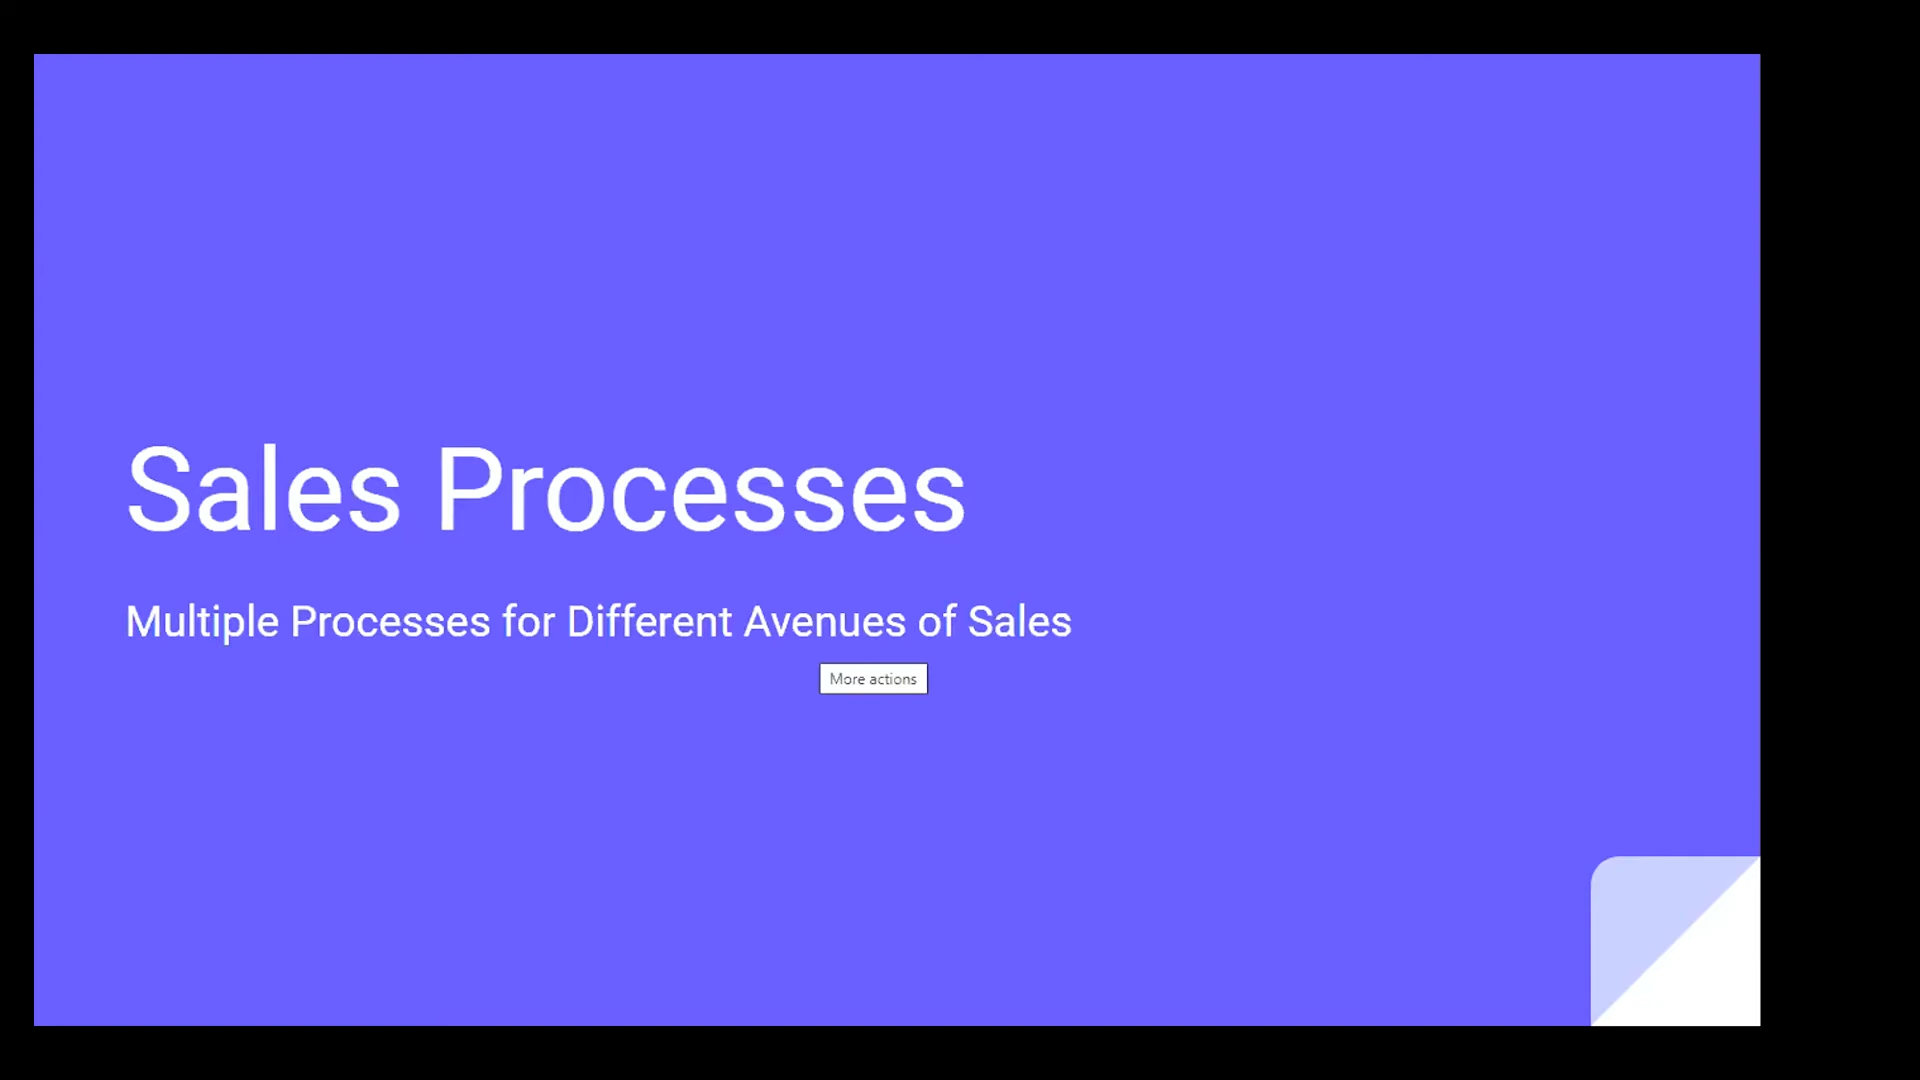 Sales Processes
Multiple Processes for Different Avenues of Sales
More actions